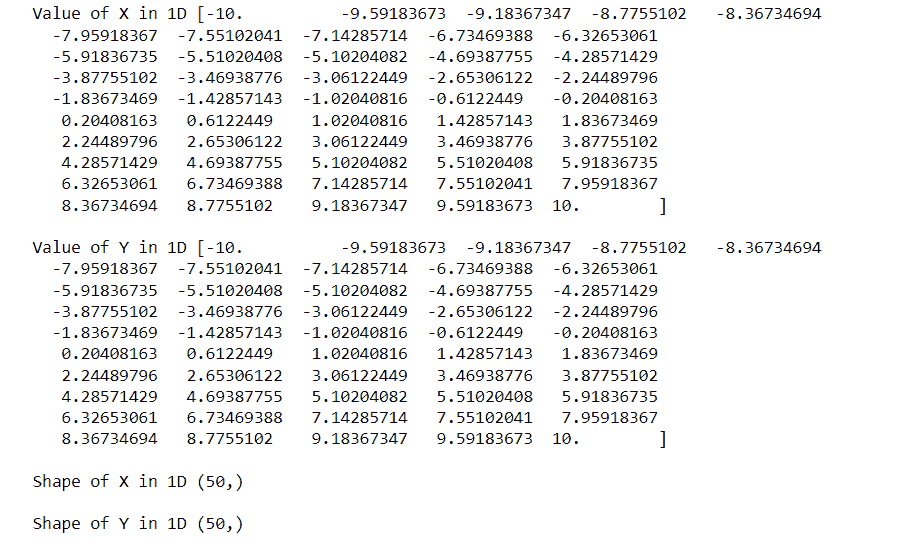 Value of X in 1D [-10.         -9.59183673  -9.18367347  -8.7755102   -8.36734694
  -7.95918367  -7.55102041  -7.14285714  -6.73469388  -6.32653061
  -5.91836735  -5.51020408  -5.10204082  -4.69387755  -4.28571429
  -3.87755102  -3.46938776  -3.06122449  -2.65306122  -2.24489796
  -1.83673469  -1.42857143  -1.02040816  -0.6122449   -0.20408163
   0.20408163   0.6122449    1.02040816   1.42857143   1.83673469
   2.24489796   2.65306122   3.06122449   3.46938776   3.87755102
   4.28571429   4.69387755   5.10204082   5.51020408   5.91836735
   6.32653061   6.73469388   7.14285714   7.55102041   7.95918367
   8.36734694   8.7755102    9.18367347   9.59183673  10.        ]
Value of Y in 1D [-10.         -9.59183673  -9.18367347  -8.7755102   -8.36734694
  -7.95918367  -7.55102041  -7.14285714  -6.73469388  -6.32653061
  -5.91836735  -5.51020408  -5.10204082  -4.69387755  -4.28571429
  -3.87755102  -3.46938776  -3.06122449  -2.65306122  -2.24489796
  -1.83673469  -1.42857143  -1.02040816  -0.6122449   -0.20408163
   0.20408163   0.6122449    1.02040816   1.42857143   1.83673469
   2.24489796   2.65306122   3.06122449   3.46938776   3.87755102
   4.28571429   4.69387755   5.10204082   5.51020408   5.91836735
   6.32653061   6.73469388   7.14285714   7.55102041   7.95918367
   8.36734694   8.7755102    9.18367347   9.59183673  10.        ]
Shape of X in 1D (50,)
Shape of Y in 1D (50,)